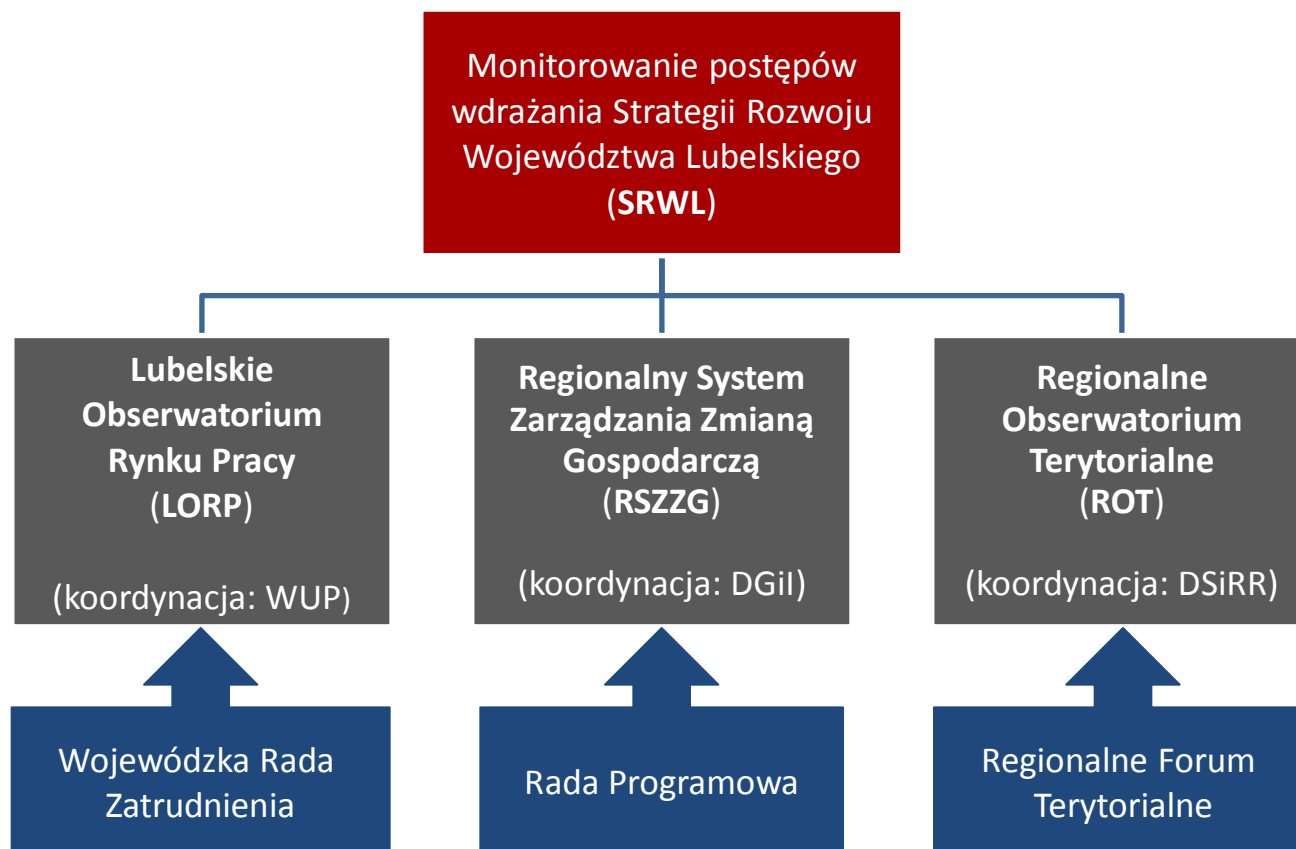 Monitorowanie postępów
wdrażania Strategii Rozwoju
Województwa Lubelskiego
(SRWL)
Lubelskie
Obserwatorium
Rynku Pracy
(LORP)
(koordynacja: WUP)
Regionalny System
Zarządzania Zmianą
Gospodarczą
(RSZZG)
(koordynacja: DGiI)
Regionalne
Obserwatorium
Terytorialne
(ROT)
(koordynacja: DSiRR)
Wojewódzka Rada
Zatrudnienia
Rada Programowa
Regionalne Forum
Terytorialne